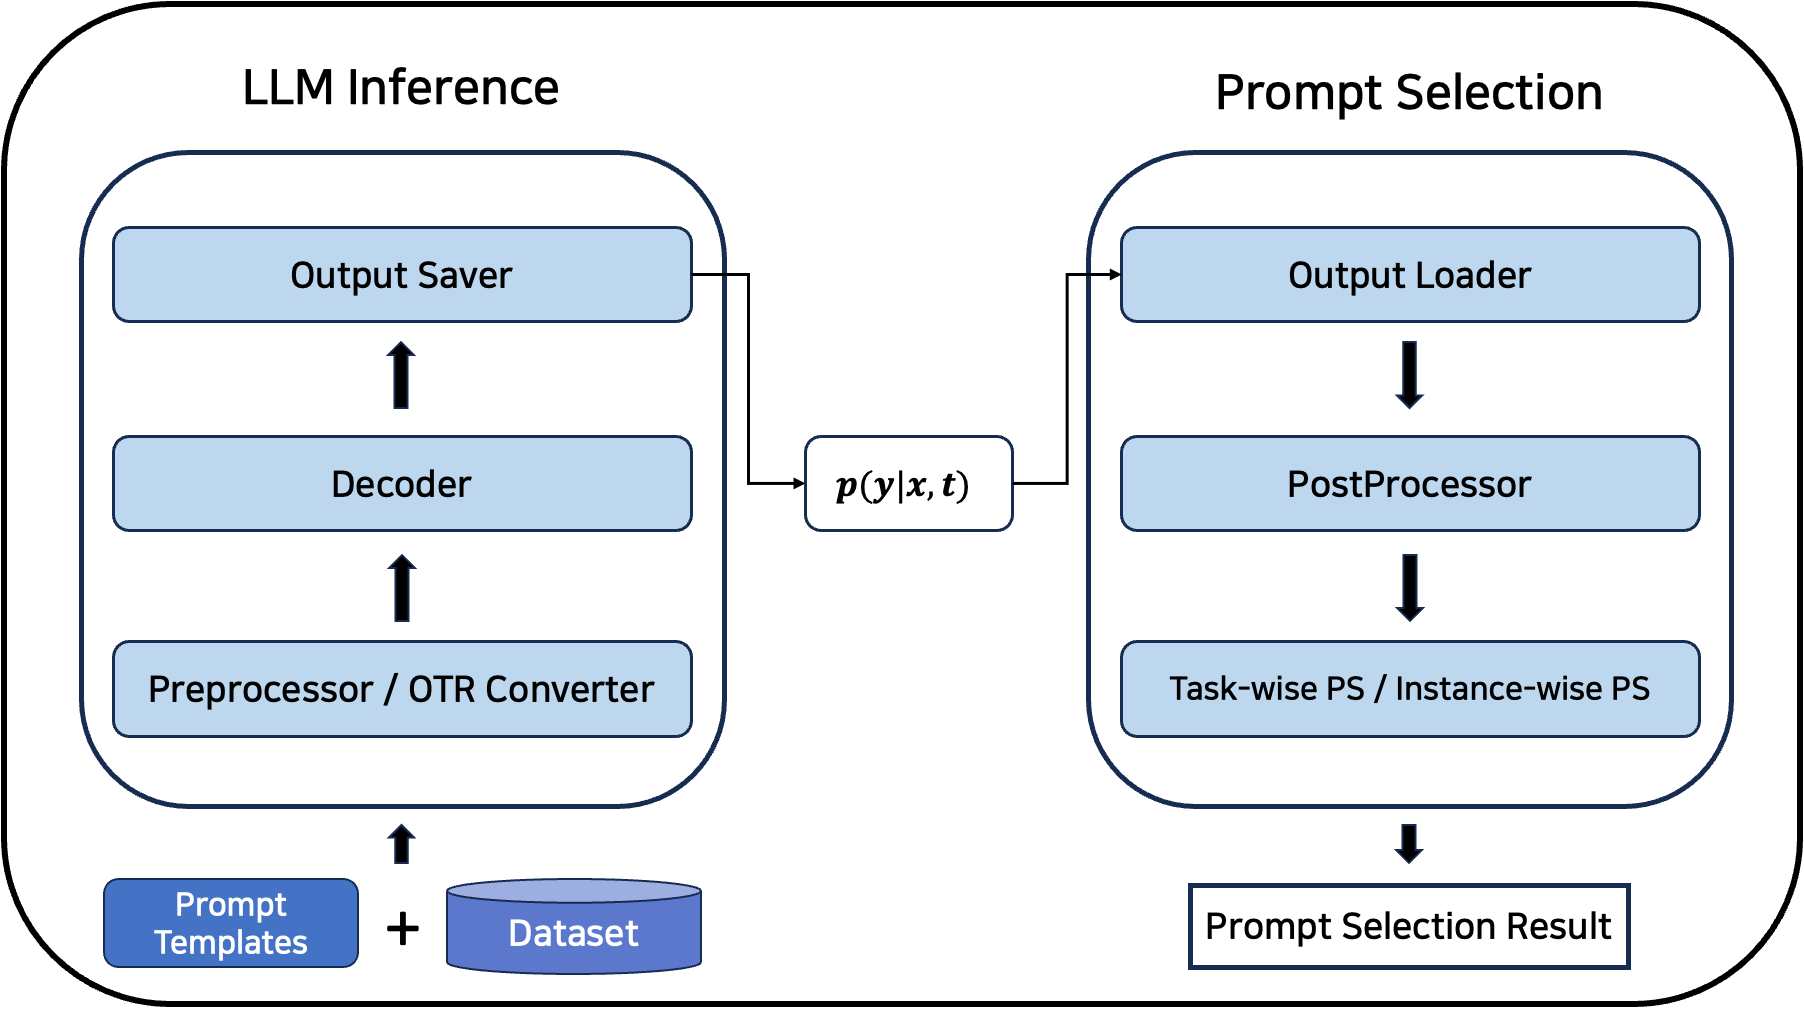 LLM Inference
Output Saver
Decoder
Preprocessor / OTR Converter
Prompt
Templates
+
Dataset
p(y|x, t)
Prompt Selection
Output Loader
PostProcessor
Task-wise PS / Instance-wise PS
Prompt Selection Result